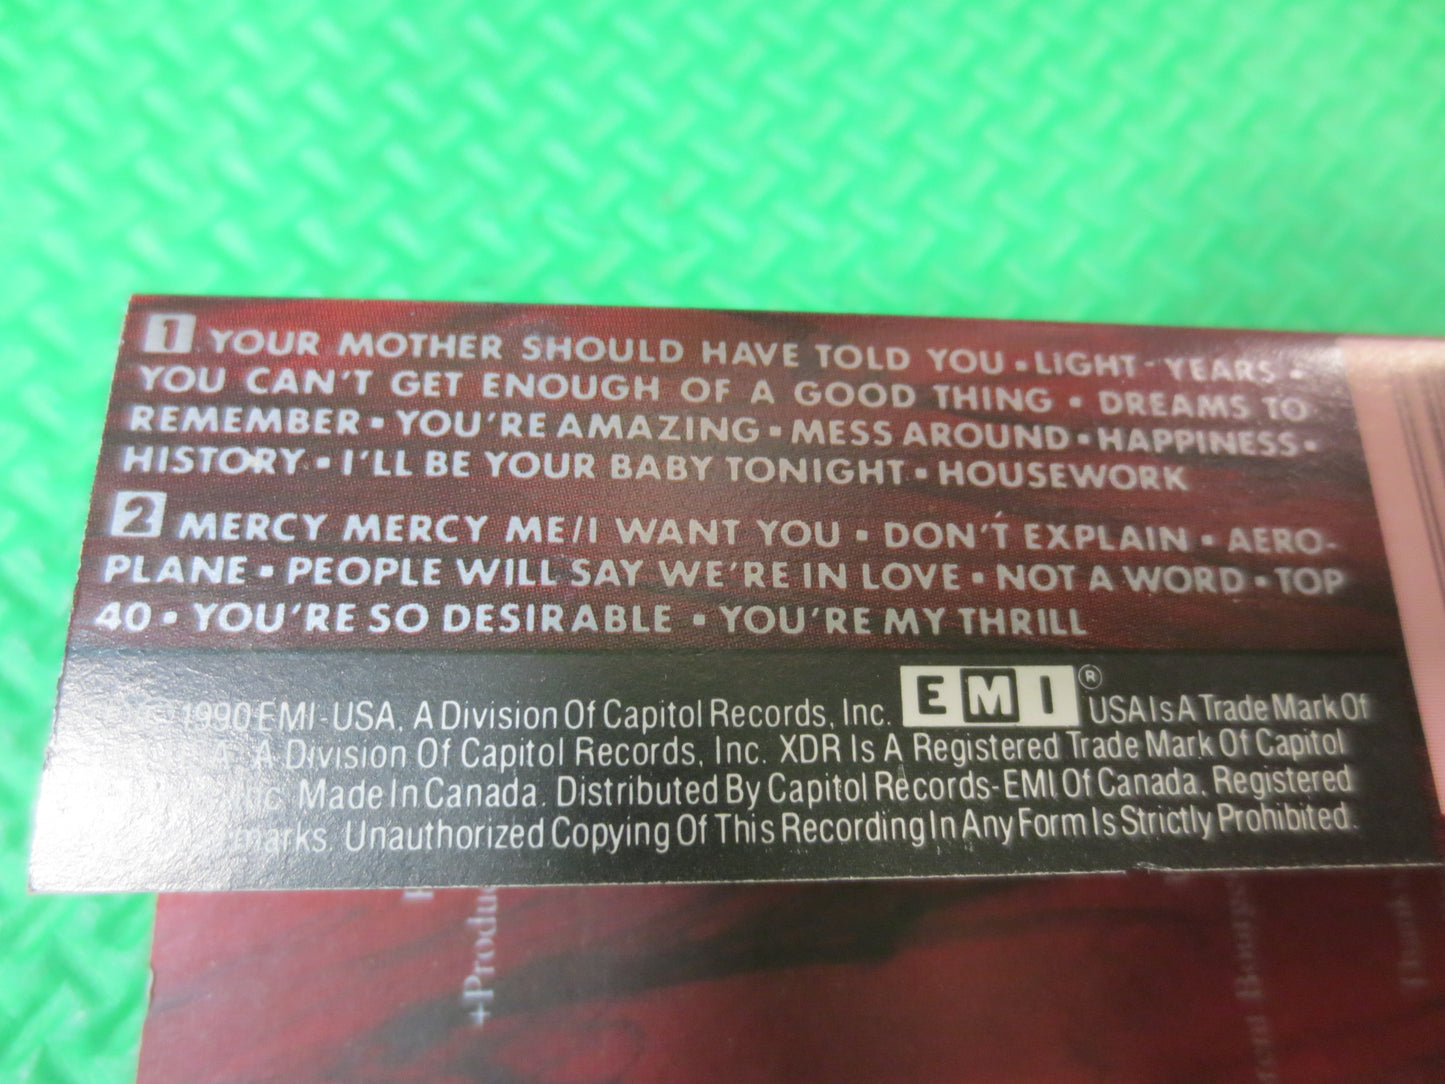 1 YOUR MOTHER SHOULD HAVE TOLD YOU • LIGHT-YEARS •
YOU CAN'T GET ENOUGH OF A GOOD THING • DREAMS TO
REMEMBER • YOU'RE AMAZING • MESS AROUND • HAPPINESS •
HISTORY • I'LL BE YOUR BABY TONIGHT • HOUSEWORK
2 MERCY MERCY ME/I WANT YOU • DON'T EXPLAIN • AERO-
PLANE • PEOPLE WILL SAY WE'RE IN LOVE • NOT A WORD • TOP
40 • YOU'RE SO DESIRABLE • YOU'RE MY THRILL
© 1990 EMI-USA, A Division Of Capitol Records, Inc. EMI ® USA Is A Trade Mark Of
A Division Of Capitol Records, Inc. XDR Is A Registered Trade Mark Of Capitol
Inc. Made In Canada. Distributed By Capitol Records-EMI Of Canada. Registered
marks. Unauthorized Copying Of This Recording In Any Form Is Strictly Prohibited.
+Produ